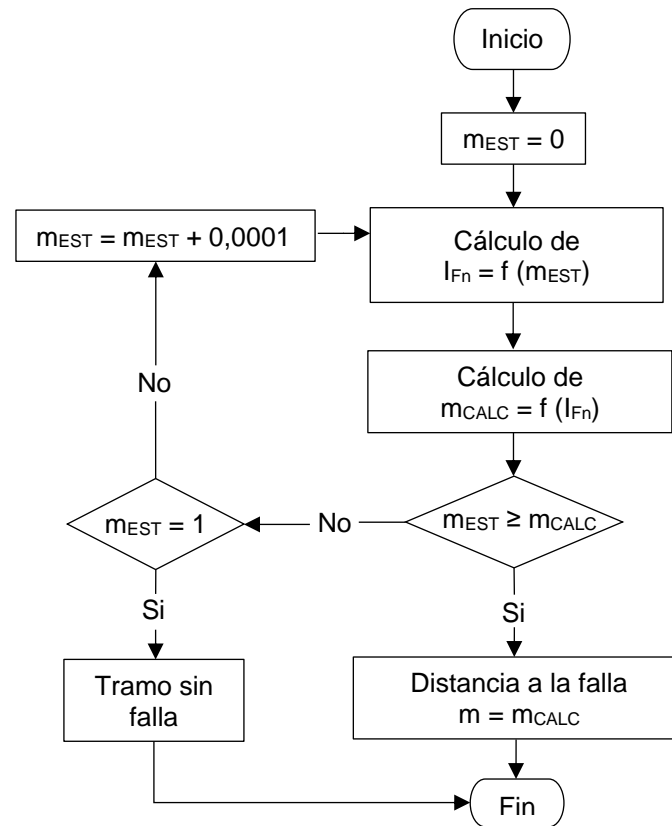 Inicio
mEST = 0
mEST = mEST + 0,0001
Cálculo de
IFn = f (mEST)
Cálculo de
mCALC = f (IFn)
No
mEST = 1
No
mEST ≥ mCALC
Si
Si
Tramo sin
falla
Distancia a la falla
m = mCALC
Fin